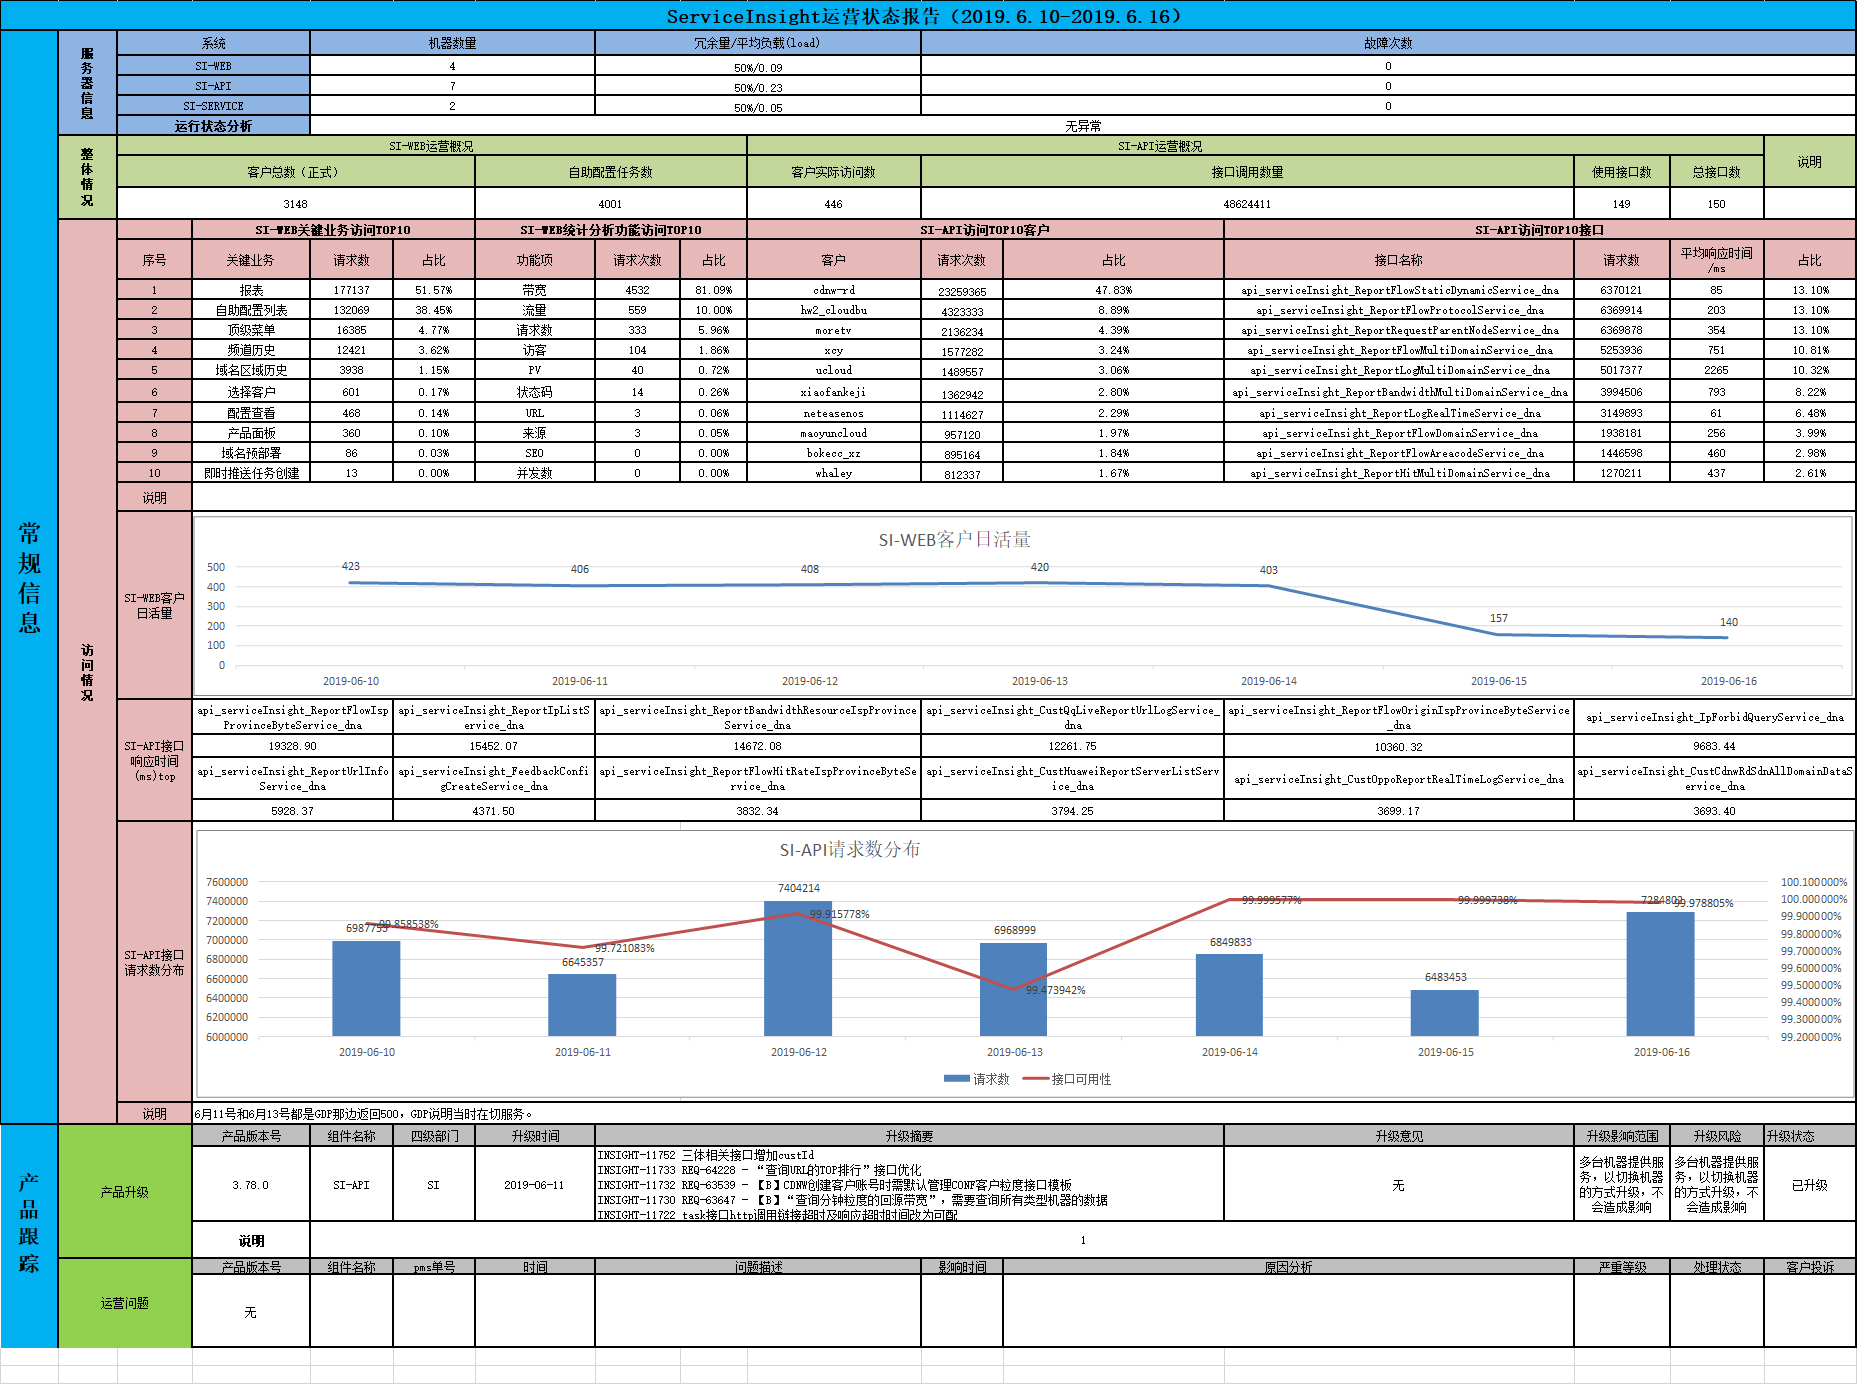 ServiceInsight运营状态报告（2019.6.10-2019.6.16）
常规信息
服务器信息
系统 机器数量 冗余量/平均负载(load) 故障次数
SI-WEB 4 50%/0.09 0
SI-API 7 50%/0.23 0
SI-SERVICE 2 50%/0.05 0
运行状态分析 无异常
整体情况
SI-WEB运营概况 SI-API运营概况 说明
客户总数（正式） 自助配置任务数 客户实际访问数 接口调用数量 使用接口数 总接口数
3148 4001 446 48624411 149 150
访问情况
SI-WEB关键业务访问TOP10 SI-WEB统计分析功能访问TOP10 SI-API访问TOP10客户 SI-API访问TOP10接口
序号 关键业务 请求数 占比 功能项 请求次数 占比 客户 请求次数 占比 接口名称 请求数 平均响应时间/ms 占比
1 报表 177137 51.57% 带宽 4532 81.09% cdnw-rd 23259365 47.83% api_serviceInsight_ReportFlowStaticDynamicService_dna 6370121 85 13.10%
2 自助配置列表 132069 38.45% 流量 559 10.00% hw2_cloudbu 4323333 8.89% api_serviceInsight_ReportFlowProtocolService_dna 6369914 203 13.10%
3 顶级菜单 16385 4.77% 请求数 333 5.96% moretv 2136234 4.39% api_serviceInsight_ReportRequestParentNodeService_dna 6369878 354 13.10%
4 频道历史 12421 3.62% 访客 104 1.86% xcy 1577282 3.24% api_serviceInsight_ReportFlowMultiDomainService_dna 5253936 751 10.81%
5 域名区域历史 3938 1.15% PV 40 0.72% ucloud 1489557 3.06% api_serviceInsight_ReportLogMultiDomainService_dna 5017377 2265 10.32%
6 选择客户 601 0.17% 状态码 14 0.26% xiaofankeji 1362942 2.80% api_serviceInsight_ReportBandwidthMultiDomainService_dna 3994506 793 8.22%
7 配置查看 468 0.14% URL 3 0.06% neteasenos 1114627 2.29% api_serviceInsight_ReportLogRealTimeService_dna 3149893 61 6.48%
8 产品面板 360 0.10% 来源 3 0.05% maoyuncloud 957120 1.97% api_serviceInsight_ReportFlowDomainService_dna 1938181 256 3.99%
9 域名预部署 86 0.03% SEO 0 0.00% bokecc_xz 895164 1.84% api_serviceInsight_ReportFlowAreacodeService_dna 1446598 460 2.98%
10 即时推送任务创建 13 0.00% 并发数 0 0.00% whaley 812337 1.67% api_serviceInsight_ReportHitMultiDomainService_dna 1270211 437 2.61%
说明
SI-WEB客户日活量
SI-WEB客户日活量
500
400
300
200
100
0
423 406 408 420 403 157 140
2019-06-10 2019-06-11 2019-06-12 2019-06-13 2019-06-14 2019-06-15 2019-06-16
SI-API接口响应时间(ms)top
api_serviceInsight_ReportFlowIspProvinceByteService_dna api_serviceInsight_ReportIpListService_dna api_serviceInsight_ReportBandwidthResourceIspProvinceService_dna api_serviceInsight_CustQqLiveReportUrlLogService_dna api_serviceInsight_ReportFlowOriginIspProvinceByteService_dna api_serviceInsight_IpForbidQueryService_dna
19328.90 15452.07 14672.08 12261.75 10360.32 9683.44
api_serviceInsight_ReportUrlInfoService_dna api_serviceInsight_FeedbackConfigCreateService_dna api_serviceInsight_ReportFlowHitRateIspProvinceByteService_dna api_serviceInsight_CustHuaweiReportServerListService_dna api_serviceInsight_CustOppoReportRealTimeLogService_dna api_serviceInsight_CustCdnwRdSdnAllDomainDataService_dna
5928.37 4371.50 3832.34 3794.25 3699.17 3693.40
SI-API接口请求数分布
SI-API请求数分布
7600000
7400000
7200000
7000000
6800000
6600000
6400000
6200000
6000000
100.100000%
100.000000%
99.900000%
99.800000%
99.700000%
99.600000%
99.500000%
99.400000%
99.300000%
99.200000%
6645357 7404214 6968999 6849833 6483453
99.858538% 99.721083% 99.915778% 99.473942% 99.999577% 99.999738% 99.978805%
2019-06-10 2019-06-11 2019-06-12 2019-06-13 2019-06-14 2019-06-15 2019-06-16
请求数 接口可用性
说明 6月11号和6月13号都是GDP那边返回500，GDP说明当时在切服务。
产品跟踪
产品升级
产品版本号 组件名称 四级部门 升级时间 升级摘要 升级意见 升级影响范围 升级风险 升级状态
3.78.0 SI-API SI 2019-06-11
INSIGHT-11752 三体相关接口增加custId
INSIGHT-11733 REQ-64228 - “查询URL的TOP排行”接口优化
INSIGHT-11732 REQ-63539 - 【B】CDNW创建客户账号时需默认管理CONF客户粒度接口模板
INSIGHT-11730 REQ-63647 - 【B】“查询分钟粒度的回源带宽”，需要查询所有类型机器的数据
INSIGHT-11722 task接口http调用链接超时及响应超时时间改为可配
无
多台机器提供服务，以切换机器的方式升级，不会造成影响
多台机器提供服务，以切换机器的方式升级，不会造成影响
已升级
说明 1
运营问题
产品版本号 组件名称 pms单号 时间 问题描述 影响时间 原因分析 严重等级 处理状态 客户投诉
无